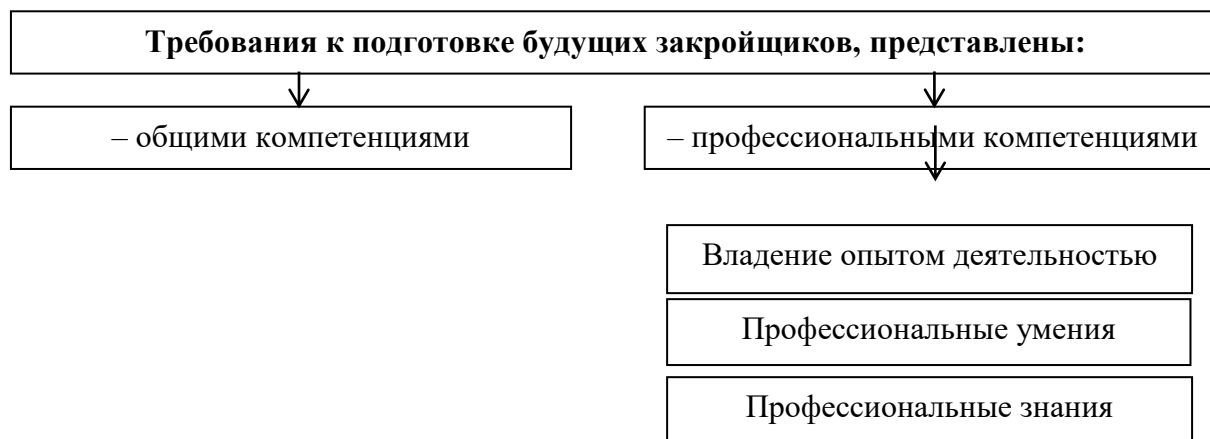 Требования к подготовке будущих закройщиков, представлены:
– общими компетенциями
– профессиональными компетенциями
Владение опытом деятельностью
Профессиональные умения
Профессиональные знания